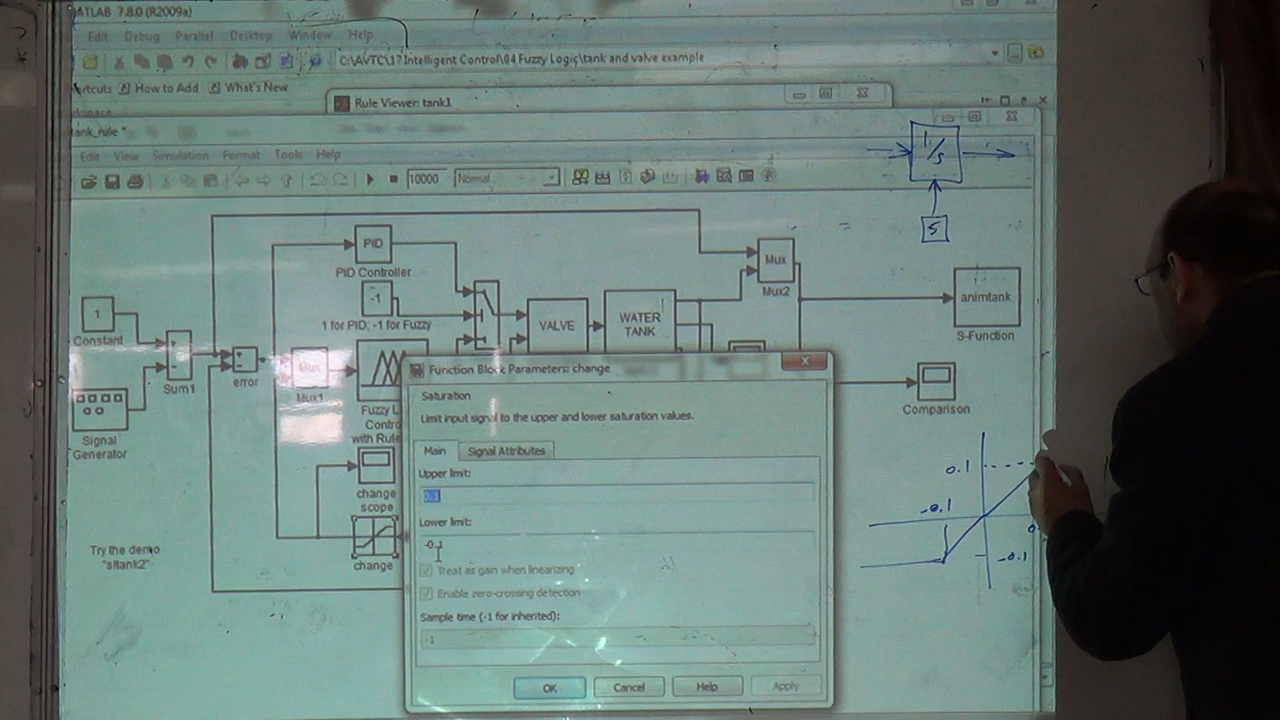 MATLAB 7.8.0 (R2009a)
Edit Debug Parallel Desktop Window Help
C:\AVTC\17 Intelligent Control\04 Fuzzy Logic\tank and valve example
How to Add What's New
Rule Viewer: tank1
tank_rule *
Edit View Simulation Format Tools Help
10000 Normal
1/s
5
PID
PID Controller
Mux
Mux2
-1
1 for PID; -1 for Fuzzy
1
Constant
VALVE
WATER
TANK
animtank
S-Function
Sum1
error
Mux
Mux1
Signal
Generator
Comparison
change
scope
change
Try the demo
"sltank2"
Function Block Parameters: change
Saturation
Limit input signal to the upper and lower saturation values.
Main Signal Attributes
Upper limit:
0.1
Lower limit:
-0.1
Treat as gain when linearizing
Enable zero-crossing detection
Sample time (-1 for inherited):
-1
OK Cancel Help Apply
0.1
-0.1
-0.1